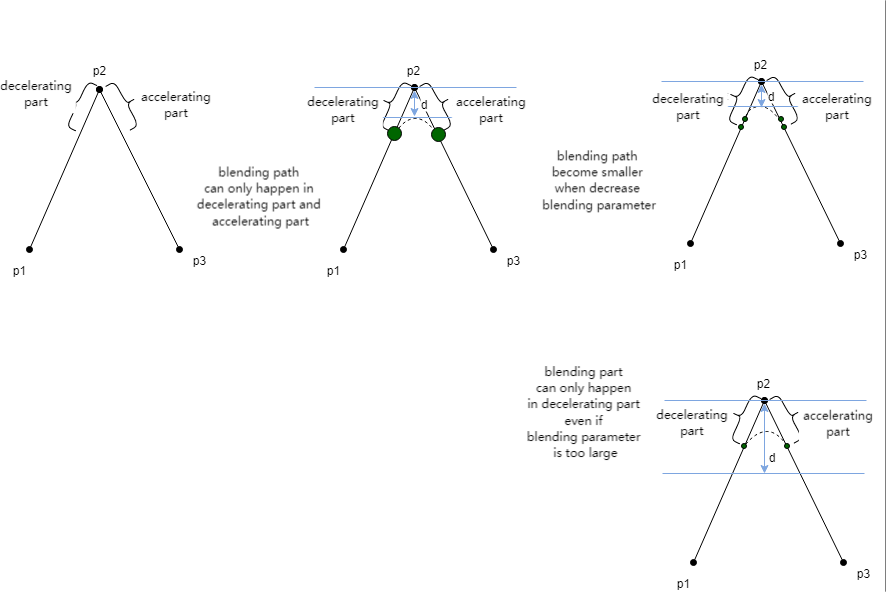 p2
decelerating
part
accelerating
part
p1
p3
blending path
can only happen in
decelerating part and
accelerating part
p2
decelerating
part
d
accelerating
part
p1
p3
blending path
become smaller
when decrease
blending parameter
p2
decelerating
part
d
accelerating
part
p1
p3
blending part
can only happen
in decelerating part
even if
blending parameter
is too large
p2
decelerating
part
accelerating
part
d
p1
p3